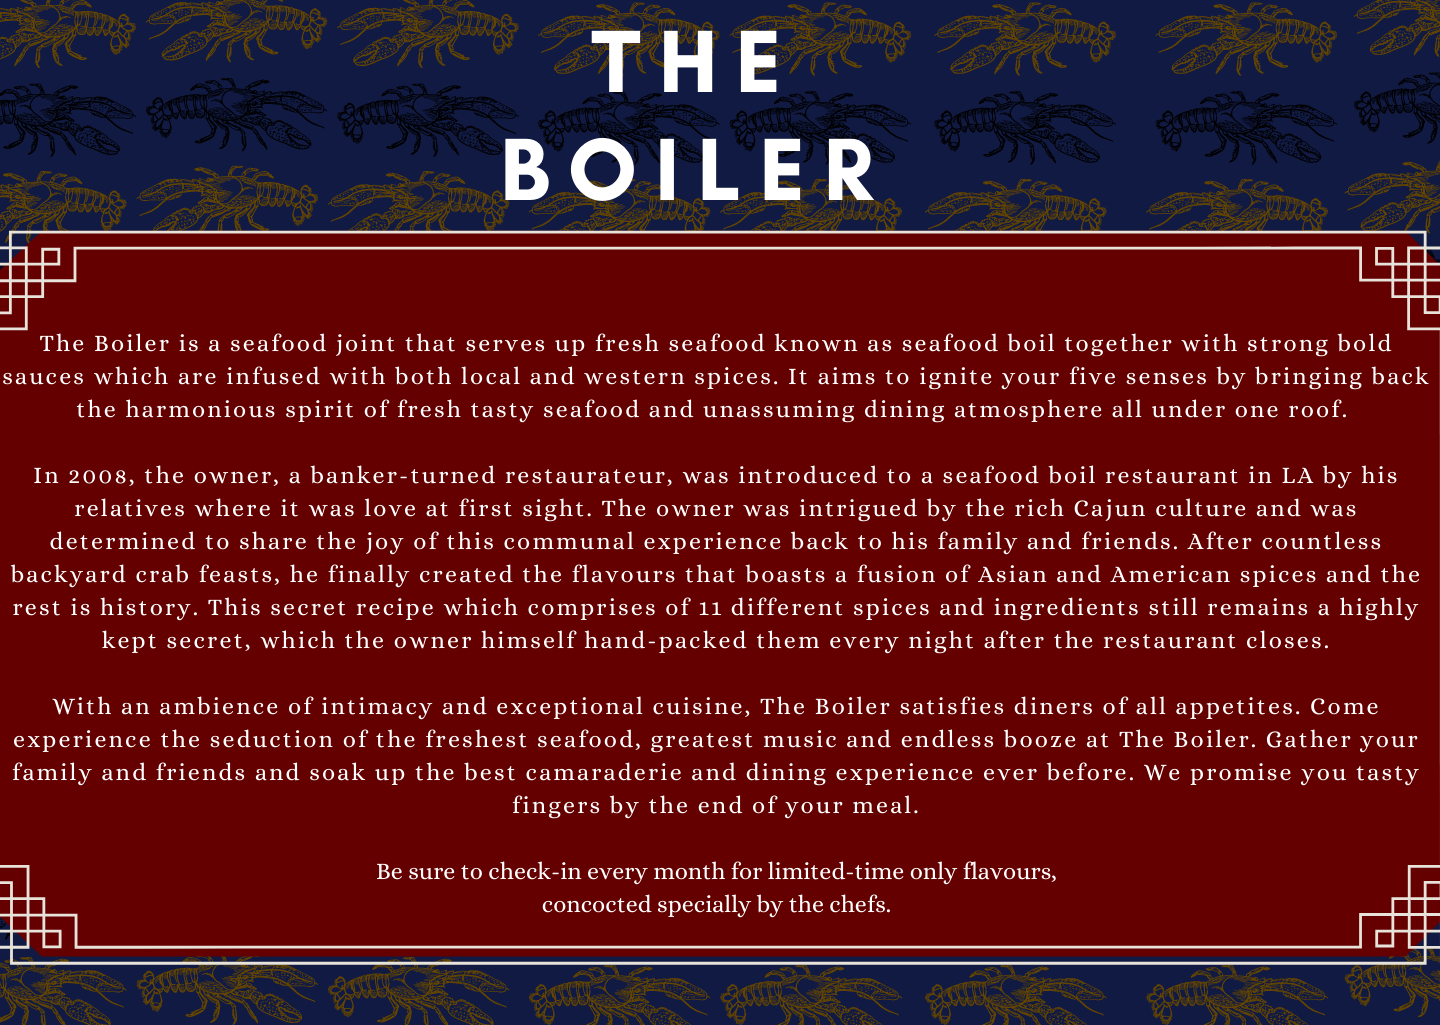 THE
BOILER
The Boiler is a seafood joint that serves up fresh seafood known as seafood boil together with strong bold
sauces which are infused with both local and western spices. It aims to ignite your five senses by bringing back
the harmonious spirit of fresh tasty seafood and unassuming dining atmosphere all under one roof.
In 2008, the owner, a banker-turned restaurateur, was introduced to a seafood boil restaurant in LA by his
relatives where it was love at first sight. The owner was intrigued by the rich Cajun culture and was
determined to share the joy of this communal experience back to his family and friends. After countless
backyard crab feasts, he finally created the flavours that boasts a fusion of Asian and American spices and the
rest is history. This secret recipe which comprises of 11 different spices and ingredients still remains a highly
kept secret, which the owner himself hand-packed them every night after the restaurant closes.
With an ambience of intimacy and exceptional cuisine, The Boiler satisfies diners of all appetites. Come
experience the seduction of the freshest seafood, greatest music and endless booze at The Boiler. Gather your
family and friends and soak up the best camaraderie and dining experience ever before. We promise you tasty
fingers by the end of your meal.
Be sure to check-in every month for limited-time only flavours,
concocted specially by the chefs.